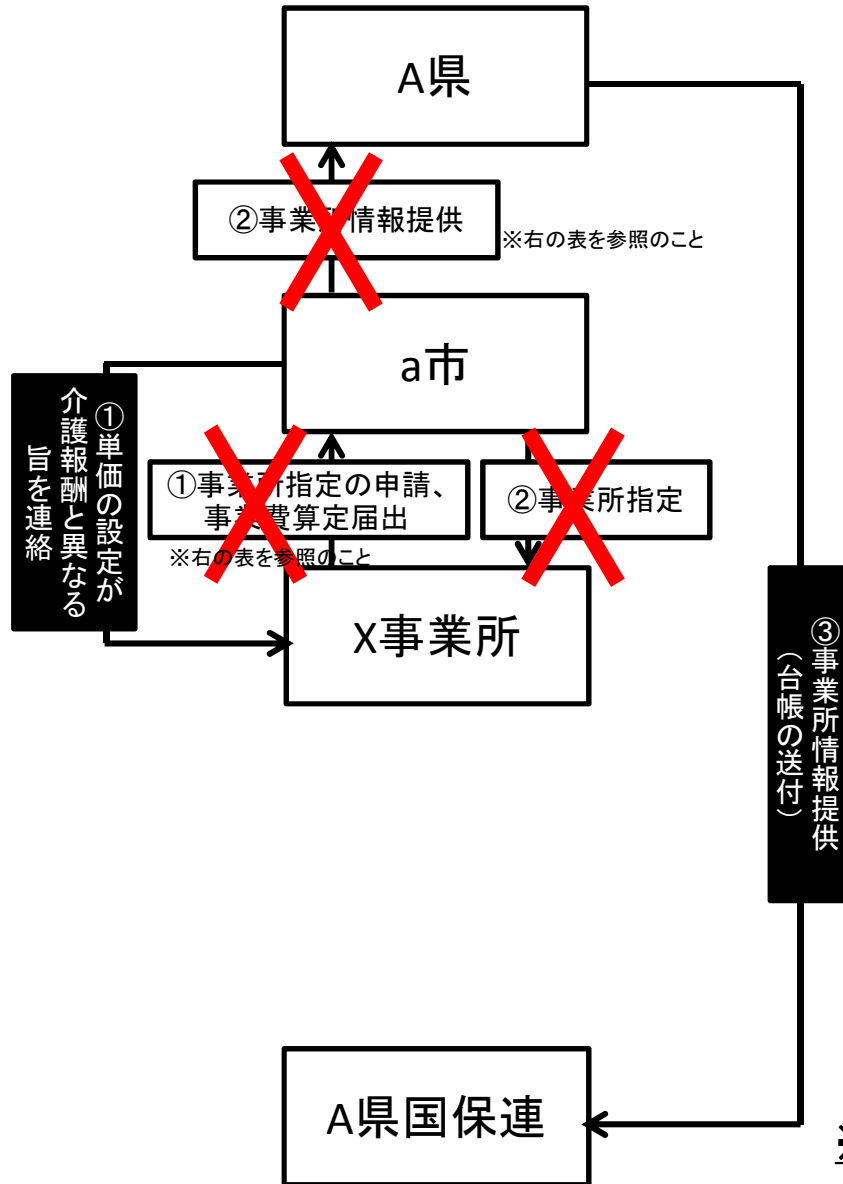 A県
②事業所情報提供
※右の表を参照のこと
a市
①単価の設定が
介護報酬と異なる
旨を連絡
①事業所指定の申請、
事業費算定届出
※右の表を参照のこと
②事業所指定
X事業所
③事業所情報提供
（台帳の送付）
A県国保連
※